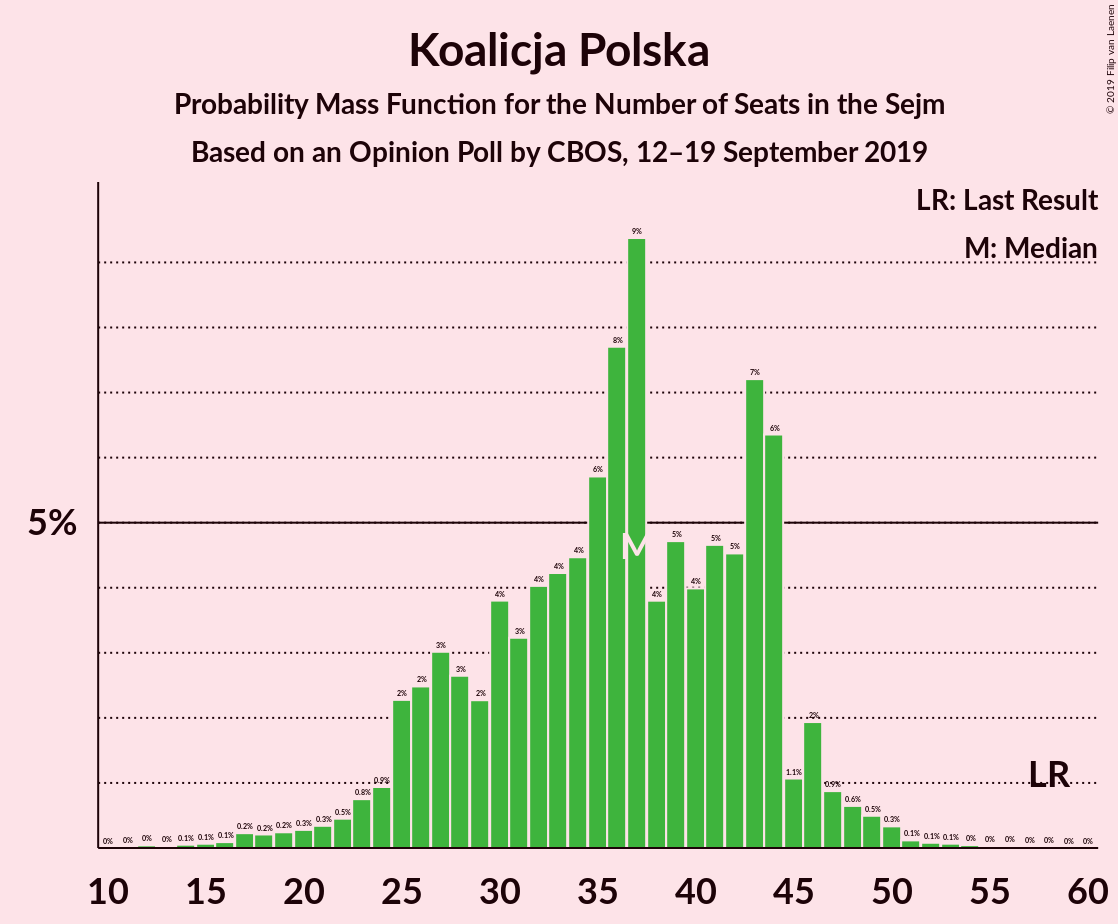 Koalicja Polska
Probability Mass Function for the Number of Seats in the Sejm
Based on an Opinion Poll by CBOS, 12–19 September 2019
© 2019 Filip van Laenen
LR: Last Result
M: Median
5%
0% 0% 0% 0% 0.1% 0.1% 0.1% 0.2% 0.2% 0.2% 0.3% 0.3% 0.5% 0.8% 0.9% 2% 2% 3% 3% 2% 4% 3% 4% 4% 4% 6% 8% 9% 4% 5% 4% 5% 5% 7% 6% 1.1% 2% 0.9% 0.6% 0.5% 0.3% 0.1% 0.1% 0.1% 0% 0% 0% 0% 0% 0% 0%
M
LR
10 15 20 25 30 35 40 45 50 55 60